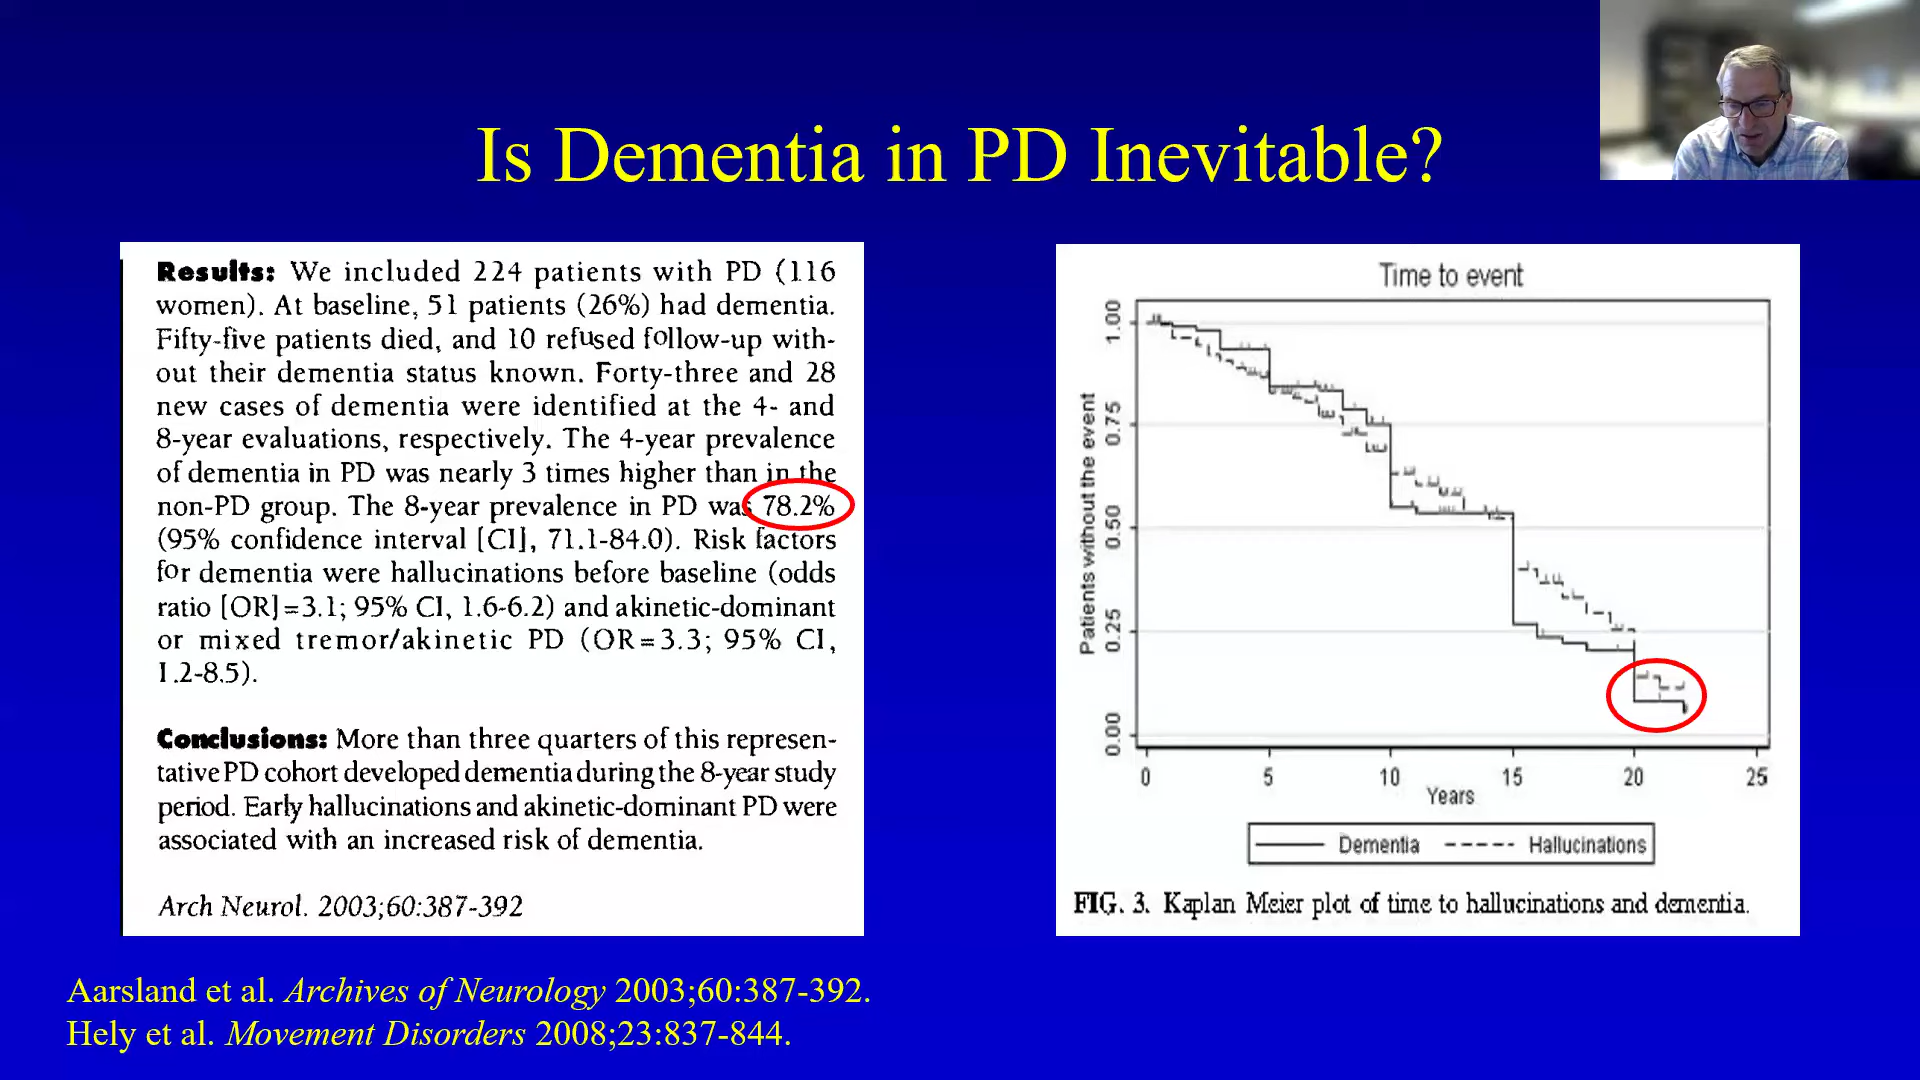 Is Dementia in PD Inevitable?
Results: We included 224 patients with PD (116
women). At baseline, 51 patients (26%) had dementia.
Fifty-five patients died, and 10 refused follow-up with-
out their dementia status known. Forty-three and 28
new cases of dementia were identified at the 4- and
8-year evaluations, respectively. The 4-year prevalence
of dementia in PD was nearly 3 times higher than in the
non-PD group. The 8-year prevalence in PD was 78.2%
(95% confidence interval [CI], 71.1-84.0). Risk factors
for dementia were hallucinations before baseline (odds
ratio [OR]=3.1; 95% CI, 1.6-6.2) and akinetic-dominant
or mixed tremor/akinetic PD (OR=3.3; 95% CI,
1.2-8.5).
Conclusions: More than three quarters of this represen-
tative PD cohort developed dementia during the 8-year study
period. Early hallucinations and akinetic-dominant PD were
associated with an increased risk of dementia.
Arch Neurol. 2003;60:387-392
Time to event
Patients without the event
1.00
0.75
0.50
0.25
0.00
0 5 10 15 20 25
Years
Dementia Hallucinations
FIG. 3. Kaplan Meier plot of time to hallucinations and dementia.
Aarsland et al. Archives of Neurology 2003;60:387-392.
Hely et al. Movement Disorders 2008;23:837-844.